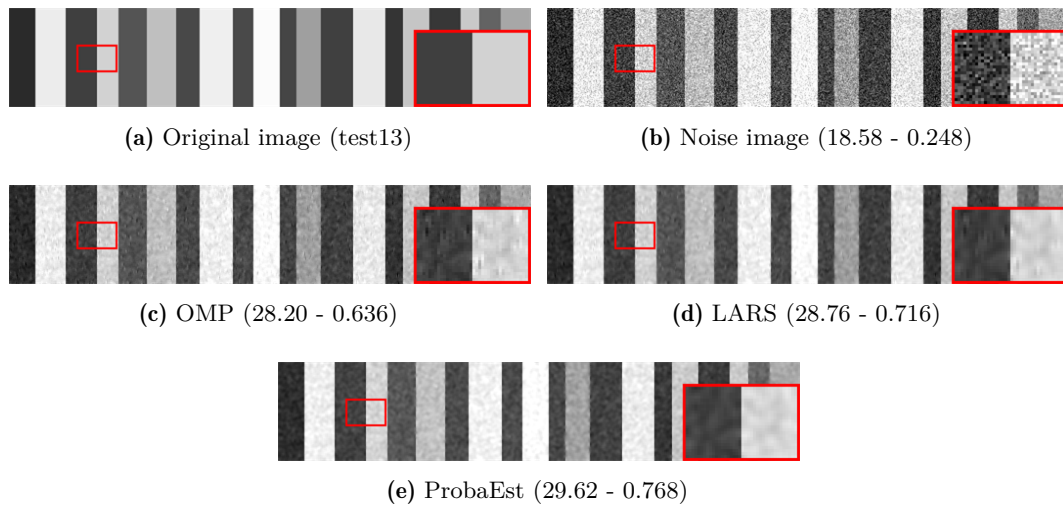 (a) Original image (test13)
(b) Noise image (18.58 - 0.248)
(c) OMP (28.20 - 0.636)
(d) LARS (28.76 - 0.716)
(e) ProbaEst (29.62 - 0.768)